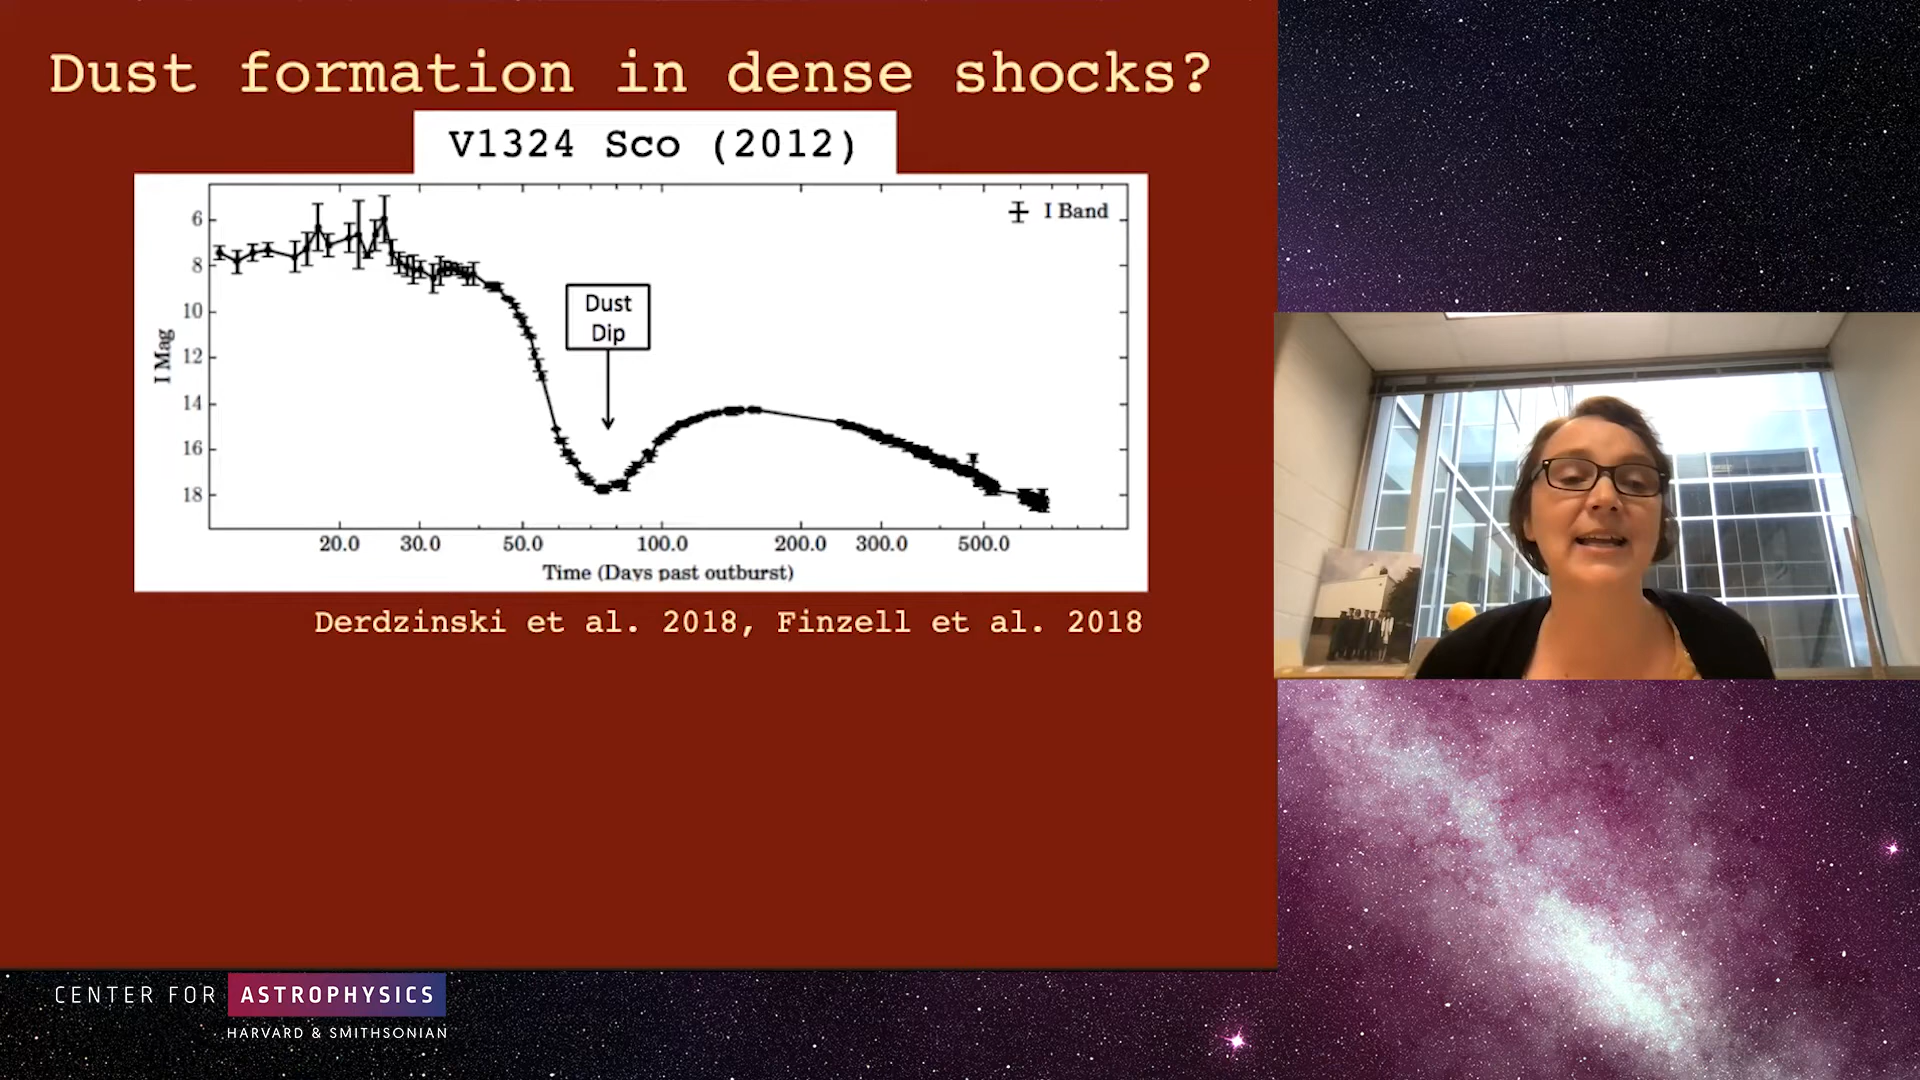 Dust formation in dense shocks?
V1324 Sco (2012)
I Band
6
8
10
12
14
16
18
I Mag
Dust
Dip
20.0 30.0 50.0 100.0 200.0 300.0 500.0
Time (Days past outburst)
Derdzinski et al. 2018, Finzell et al. 2018
CENTER FOR ASTROPHYSICS
HARVARD & SMITHSONIAN